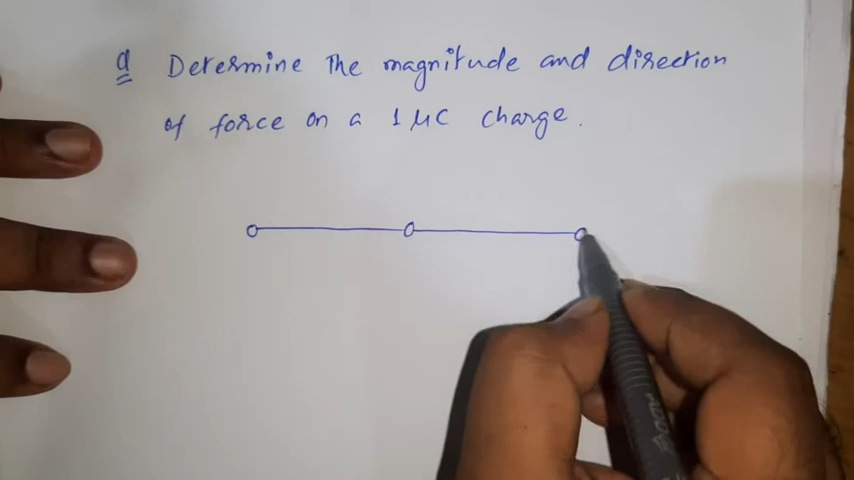 Q Determine the magnitude and direction
of force on a 1 μC charge.